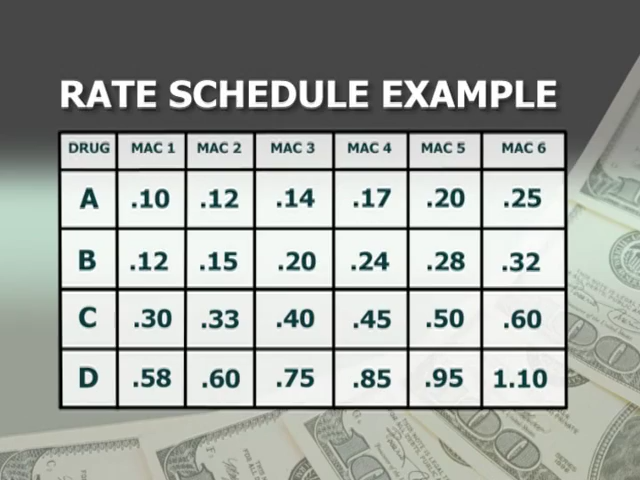 RATE SCHEDULE EXAMPLE
DRUG MAC 1 MAC 2 MAC 3 MAC 4 MAC 5 MAC 6
A .10 .12 .14 .17 .20 .25
B .12 .15 .20 .24 .28 .32
C .30 .33 .40 .45 .50 .60
D .58 .60 .75 .85 .95 1.10